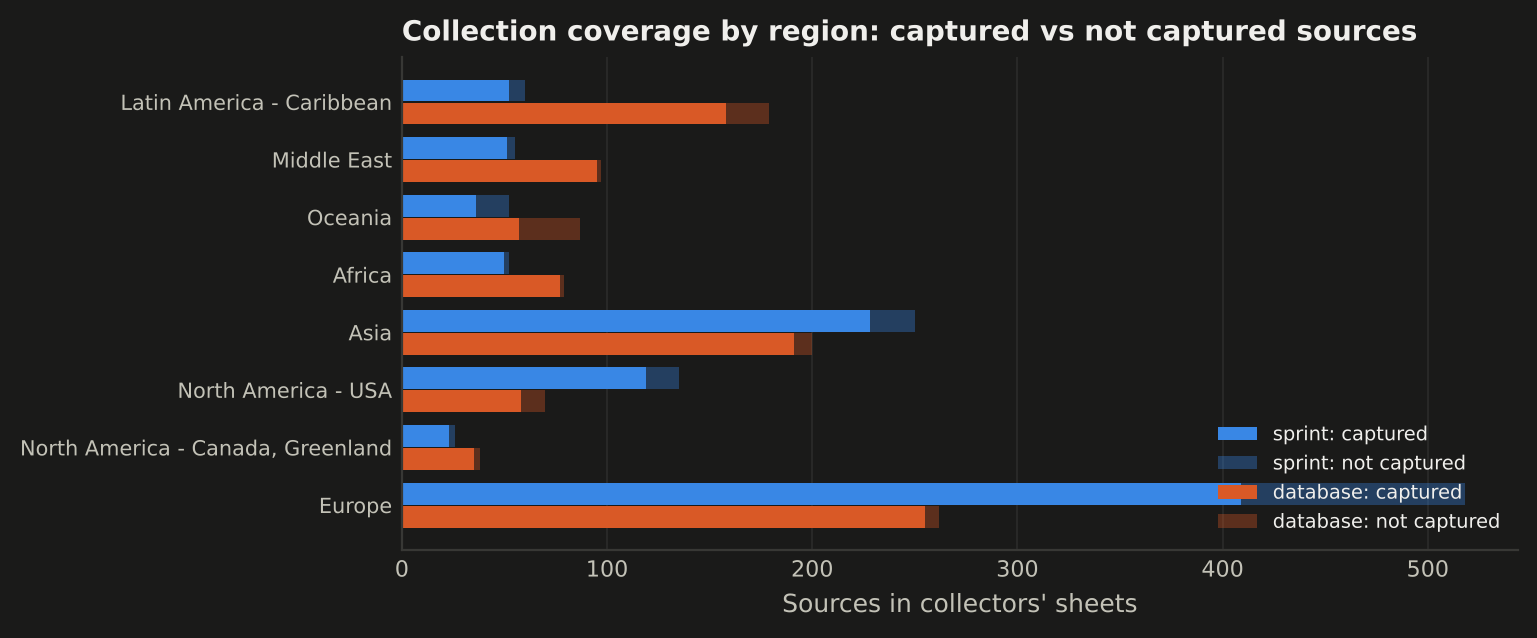 Collection coverage by region: captured vs not captured sources
Latin America - Caribbean
Middle East
Oceania
Africa
Asia
North America - USA
North America - Canada, Greenland
Europe
sprint: captured
sprint: not captured
database: captured
database: not captured
0 100 200 300 400 500
Sources in collectors' sheets